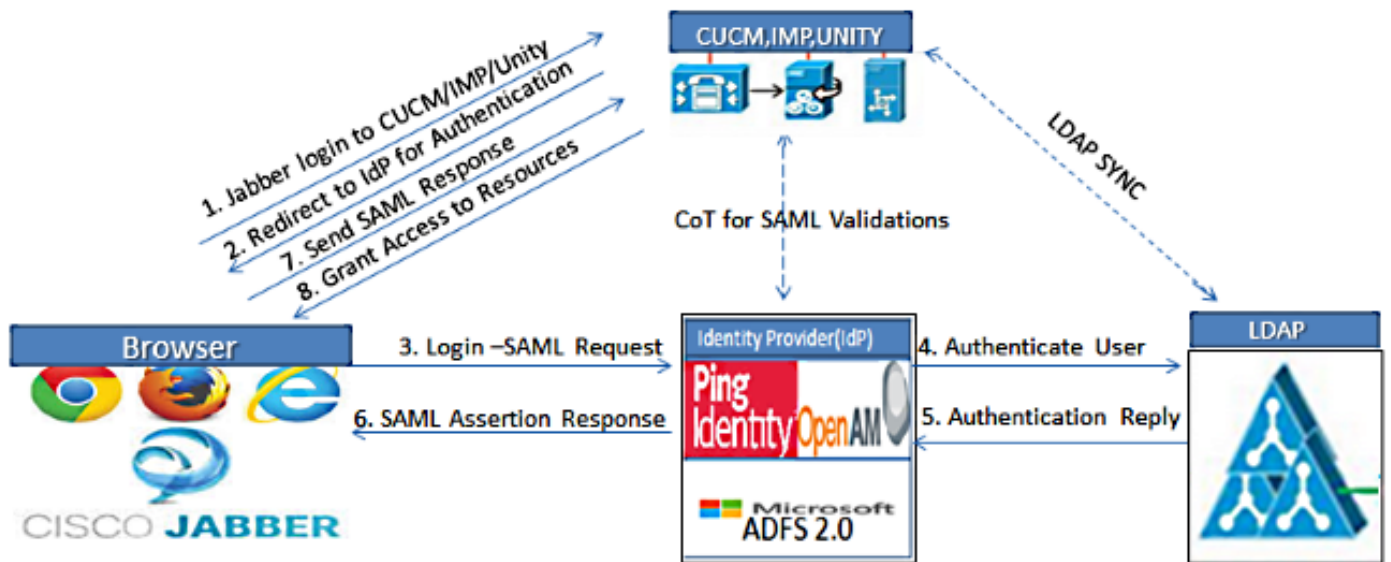 CUCM,IMP,UNITY
1. Jabber login to CUCM/IMP/Unity
2. Redirect to IdP for Authentication
7. Send SAML Response
8. Grant Access to Resources
LDAP SYNC
CoT for SAML Validations
Browser
3. Login –SAML Request
6. SAML Assertion Response
CISCO JABBER
Identity Provider(IdP)
Ping
Identity
OpenAM
Microsoft
ADFS 2.0
4. Authenticate User
5. Authentication Reply
LDAP